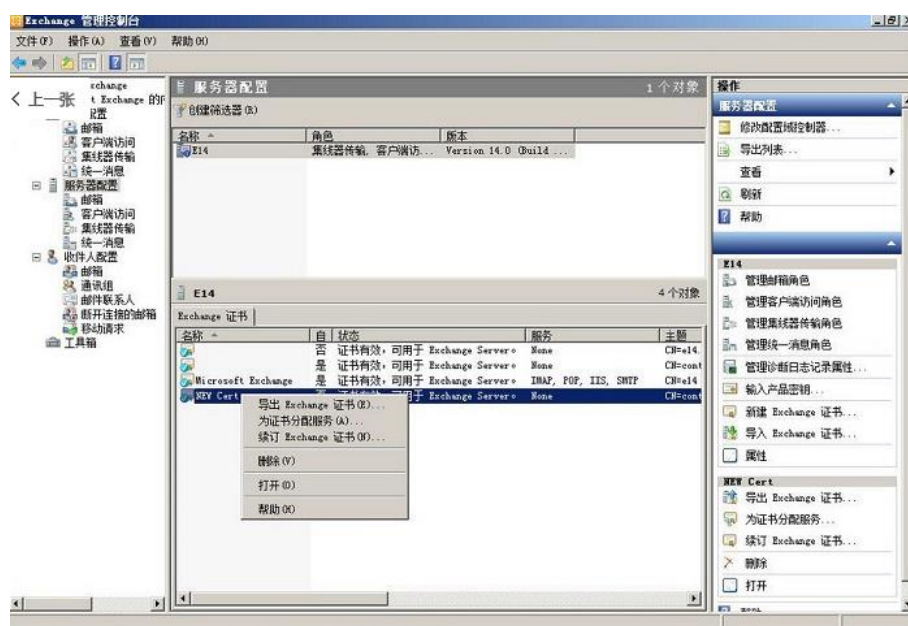 Exchange 管理控制台
文件(F) 操作(A) 查看(V) 帮助(H)
上一张
xchange
t Exchange 的
配置
邮箱
客户端访问
集线器传输
统一消息
服务器配置
邮箱
客户端访问
集线器传输
统一消息
收件人配置
邮箱
通讯组
邮件联系人
断开连接的邮箱
移动请求
工具箱
服务器配置 1 个对象
创建筛选器(R)
名称 角色 版本
E14 集线器传输, 客户端访... Version 14.0 (Build ...
E14 4 个对象
Exchange 证书
名称 自 状态 服务 主题
否 证书有效,可用于 Exchange Server。 None CN=e14.
是 证书有效,可用于 Exchange Server。 None CN=cont
Microsoft Exchange 是 证书有效,可用于 Exchange Server。 IMAP, POP, IIS, SMTP CN=e14
NEW Cert 否 证书有效,可用于 Exchange Server。 None CN=cont
导出 Exchange 证书(E)...
为证书分配服务(A)...
续订 Exchange 证书(N)...
删除(V)
打开(O)
帮助(H)
操作
服务器配置
修改配置域控制器...
导出列表...
查看
刷新
帮助
E14
管理邮箱角色
管理客户端访问角色
管理集线器传输角色
管理统一消息角色
管理诊断日志记录属性...
输入产品密钥...
新建 Exchange 证书...
导入 Exchange 证书...
属性
NEW Cert
导出 Exchange 证书...
为证书分配服务...
续订 Exchange 证书...
删除
打开